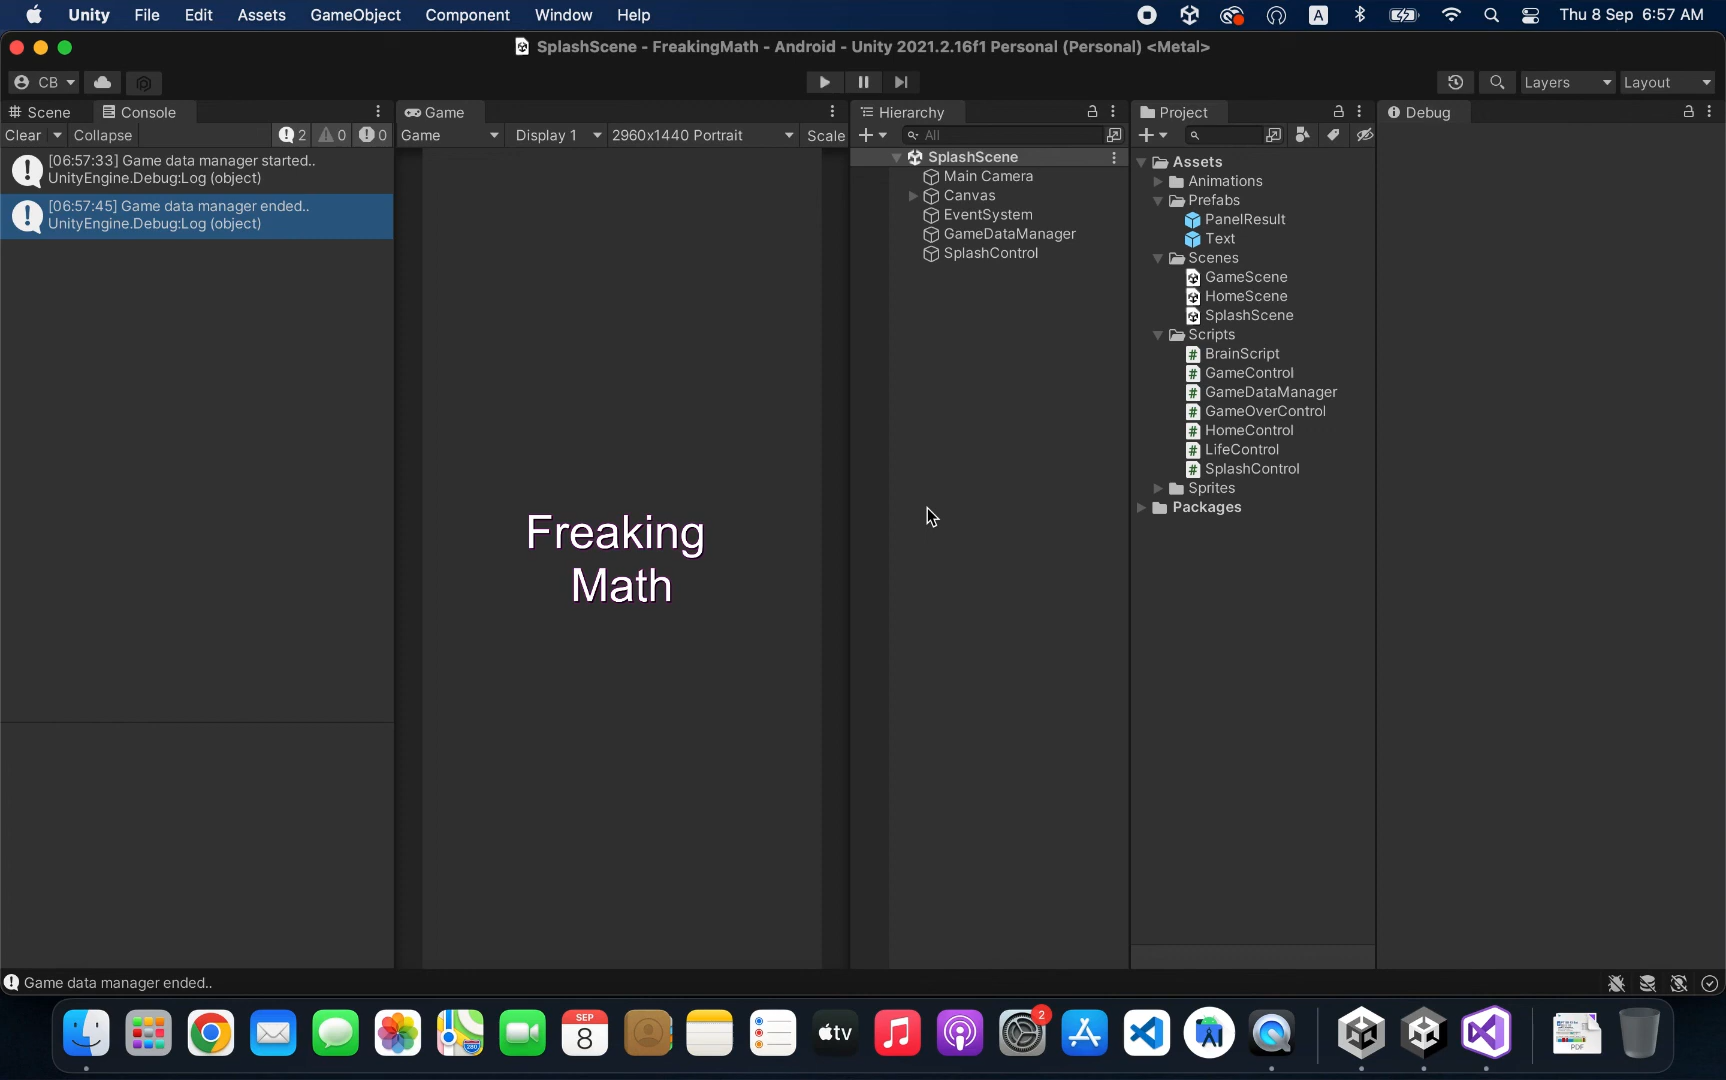 Unity File Edit Assets GameObject Component Window Help A Thu 8 Sep 6:57 AM
SplashScene - FreakingMath - Android - Unity 2021.2.16f1 Personal (Personal) <Metal>
CB Layers Layout
Scene Console Game Hierarchy Project Debug
Clear Collapse 2 0 0 Game Display 1 2960x1440 Portrait Scale All
[06:57:33] Game data manager started..
UnityEngine.Debug:Log (object)
[06:57:45] Game data manager ended..
UnityEngine.Debug:Log (object)
Freaking
Math
SplashScene
Main Camera
Canvas
EventSystem
GameDataManager
SplashControl
Assets
Animations
Prefabs
PanelResult
Text
Scenes
GameScene
HomeScene
SplashScene
Scripts
BrainScript
GameControl
GameDataManager
GameOverControl
HomeControl
LifeControl
SplashControl
Sprites
Packages
Game data manager ended..
SEP
8
tv
2
PDF